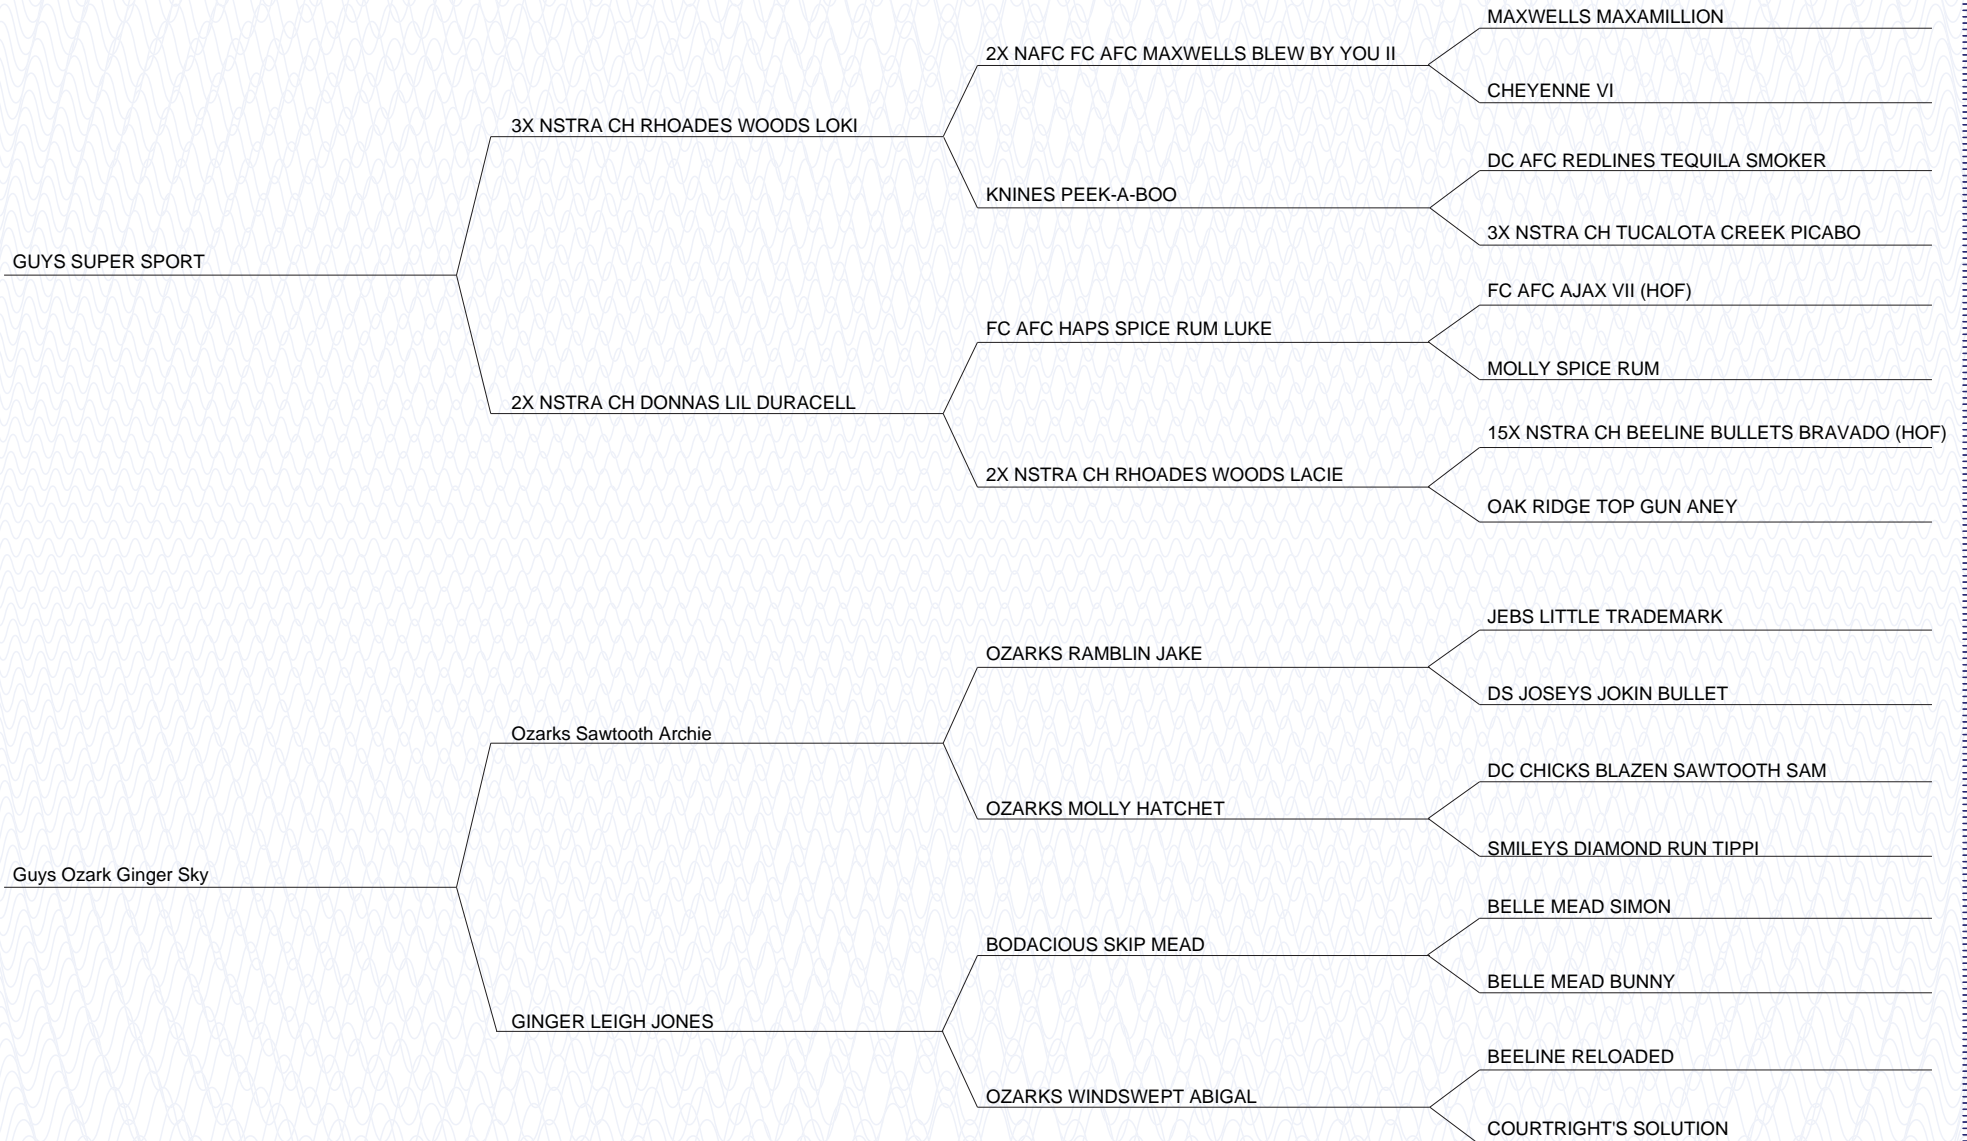 MAXWELLS MAXAMILLION
2X NAFC FC AFC MAXWELLS BLEW BY YOU II
CHEYENNE VI
3X NSTRA CH RHOADES WOODS LOKI
DC AFC REDLINES TEQUILA SMOKER
KNINES PEEK-A-BOO
3X NSTRA CH TUCALOTA CREEK PICABO
GUYS SUPER SPORT
FC AFC AJAX VII (HOF)
FC AFC HAPS SPICE RUM LUKE
MOLLY SPICE RUM
2X NSTRA CH DONNAS LIL DURACELL
15X NSTRA CH BEELINE BULLETS BRAVADO (HOF)
2X NSTRA CH RHOADES WOODS LACIE
OAK RIDGE TOP GUN ANEY
JEBS LITTLE TRADEMARK
OZARKS RAMBLIN JAKE
DS JOSEYS JOKIN BULLET
Ozarks Sawtooth Archie
DC CHICKS BLAZEN SAWTOOTH SAM
OZARKS MOLLY HATCHET
SMILEYS DIAMOND RUN TIPPI
Guys Ozark Ginger Sky
BELLE MEAD SIMON
BODACIOUS SKIP MEAD
BELLE MEAD BUNNY
GINGER LEIGH JONES
BEELINE RELOADED
OZARKS WINDSWEPT ABIGAL
COURTRIGHT'S SOLUTION